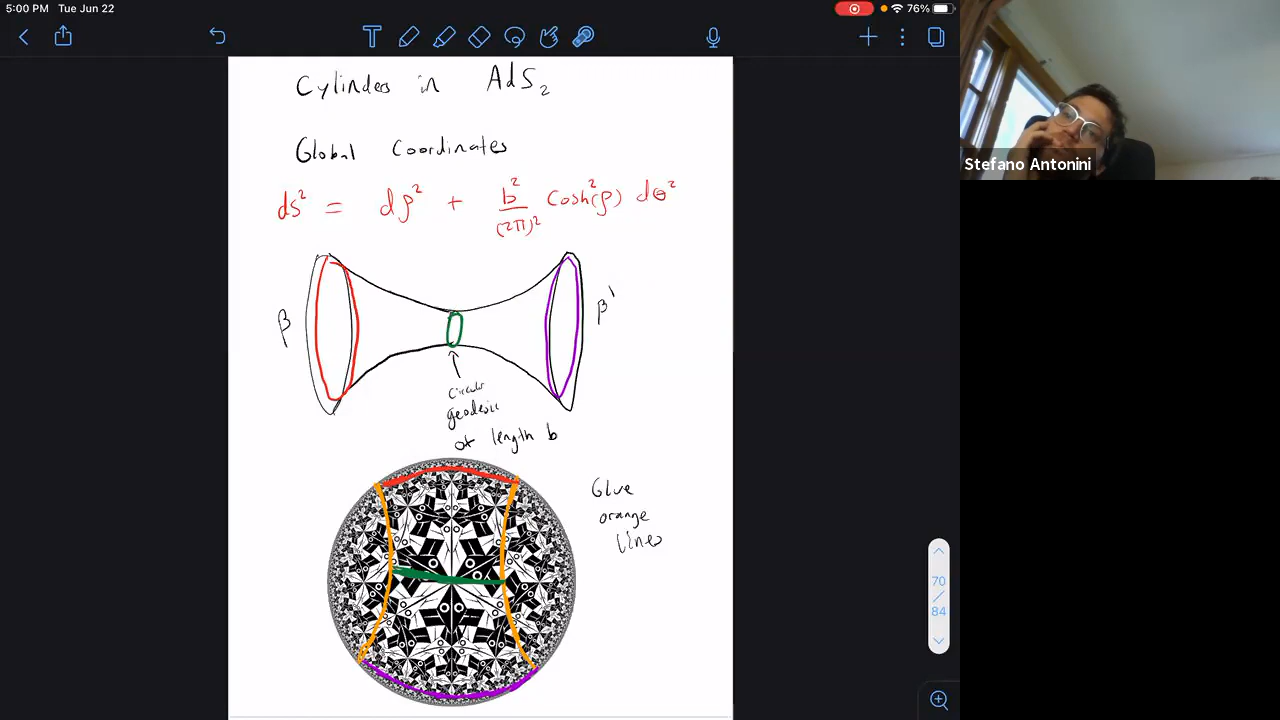 5:00 PM Tue Jun 22
76%
T
Cylinders in AdS₂
Global Coordinates
ds² = dρ² + b²/(2π)² Cosh²(ρ) dθ²
β
β'
Circular
geodesic
of length b
Glue
orange
lines
70
/
84
Stefano Antonini